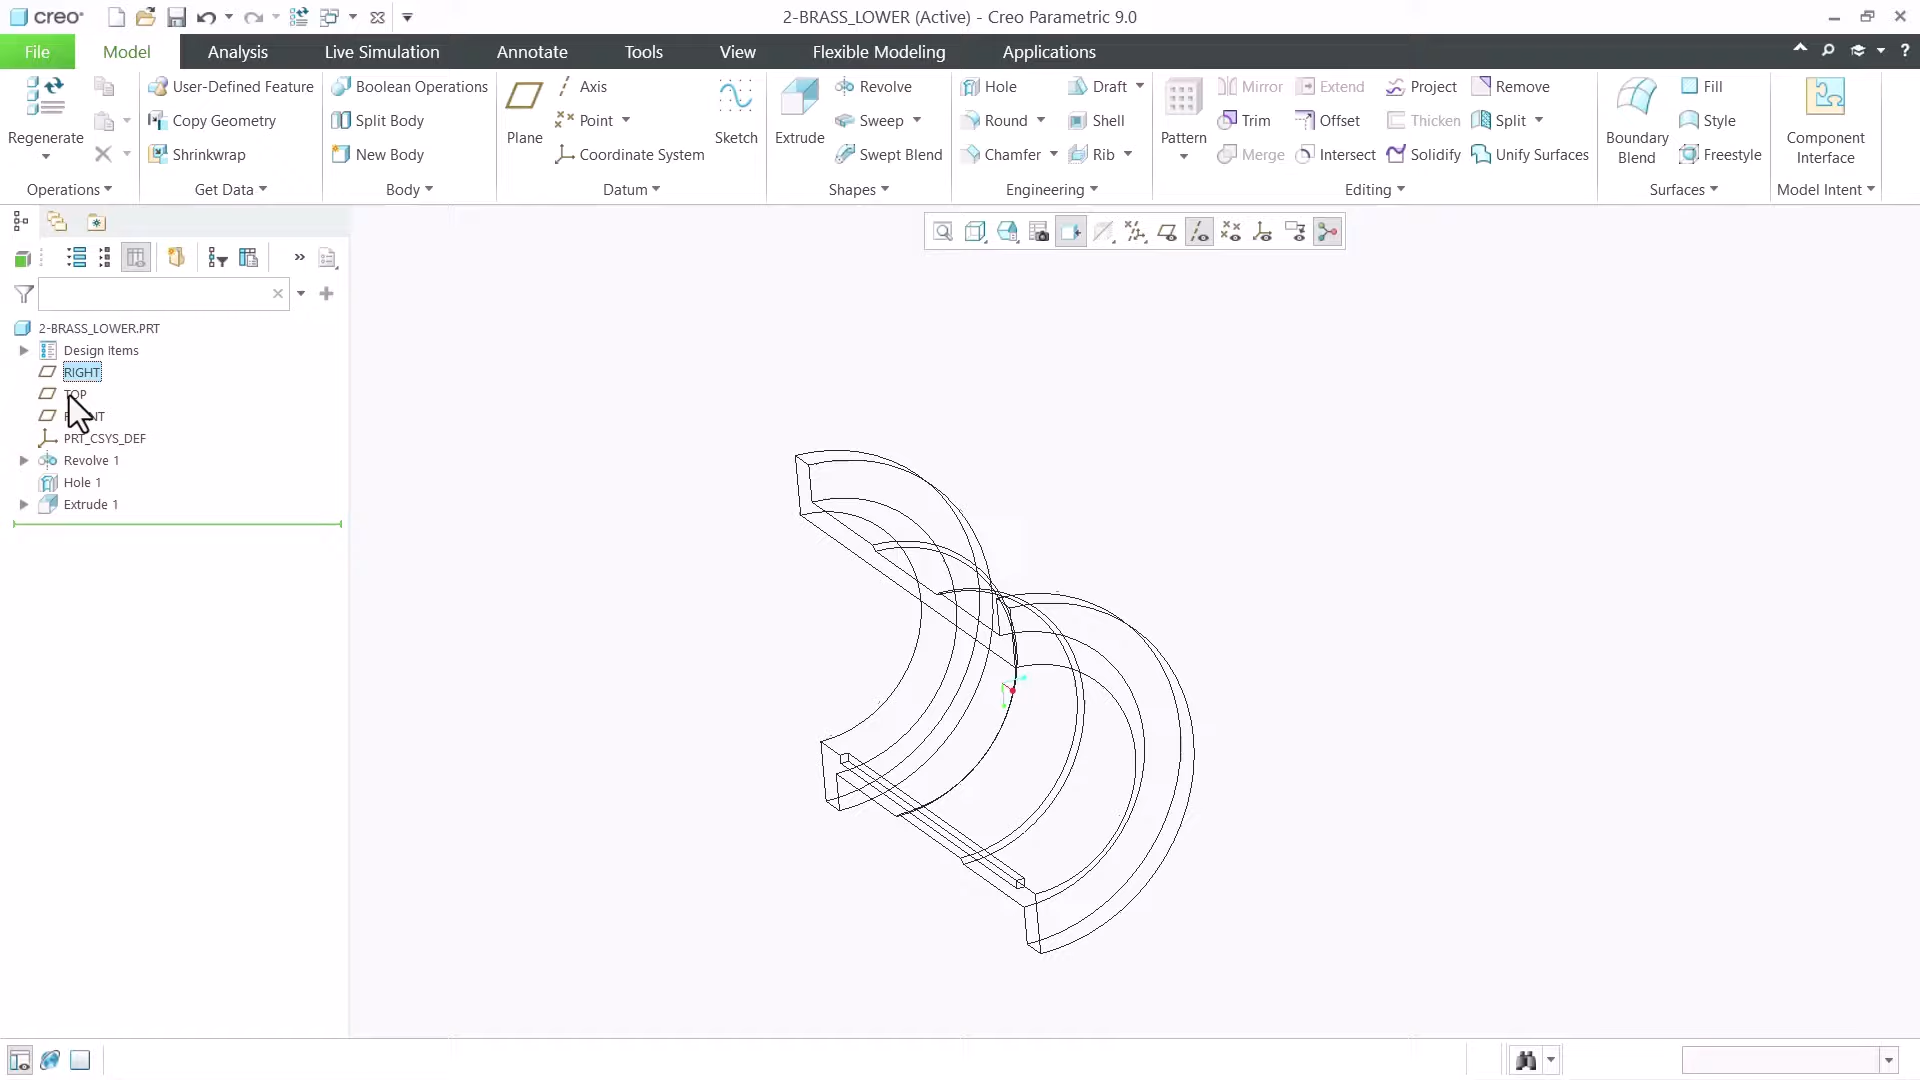 creo
2-BRASS_LOWER (Active) - Creo Parametric 9.0
File Model Analysis Live Simulation Annotate Tools View Flexible Modeling Applications
Regenerate
User-Defined Feature
Copy Geometry
Shrinkwrap
Boolean Operations
Split Body
New Body
Plane
Axis
Point
Coordinate System
Sketch
Extrude
Revolve
Sweep
Swept Blend
Hole
Round
Chamfer
Draft
Shell
Rib
Pattern
Mirror
Trim
Merge
Extend
Offset
Intersect
Project
Thicken
Solidify
Remove
Split
Unify Surfaces
Boundary
Blend
Fill
Style
Freestyle
Component
Interface
Operations Get Data Body Datum Shapes Engineering Editing Surfaces Model Intent
2-BRASS_LOWER.PRT
Design Items
RIGHT
TOP
PRT_CSYS_DEF
Revolve 1
Hole 1
Extrude 1